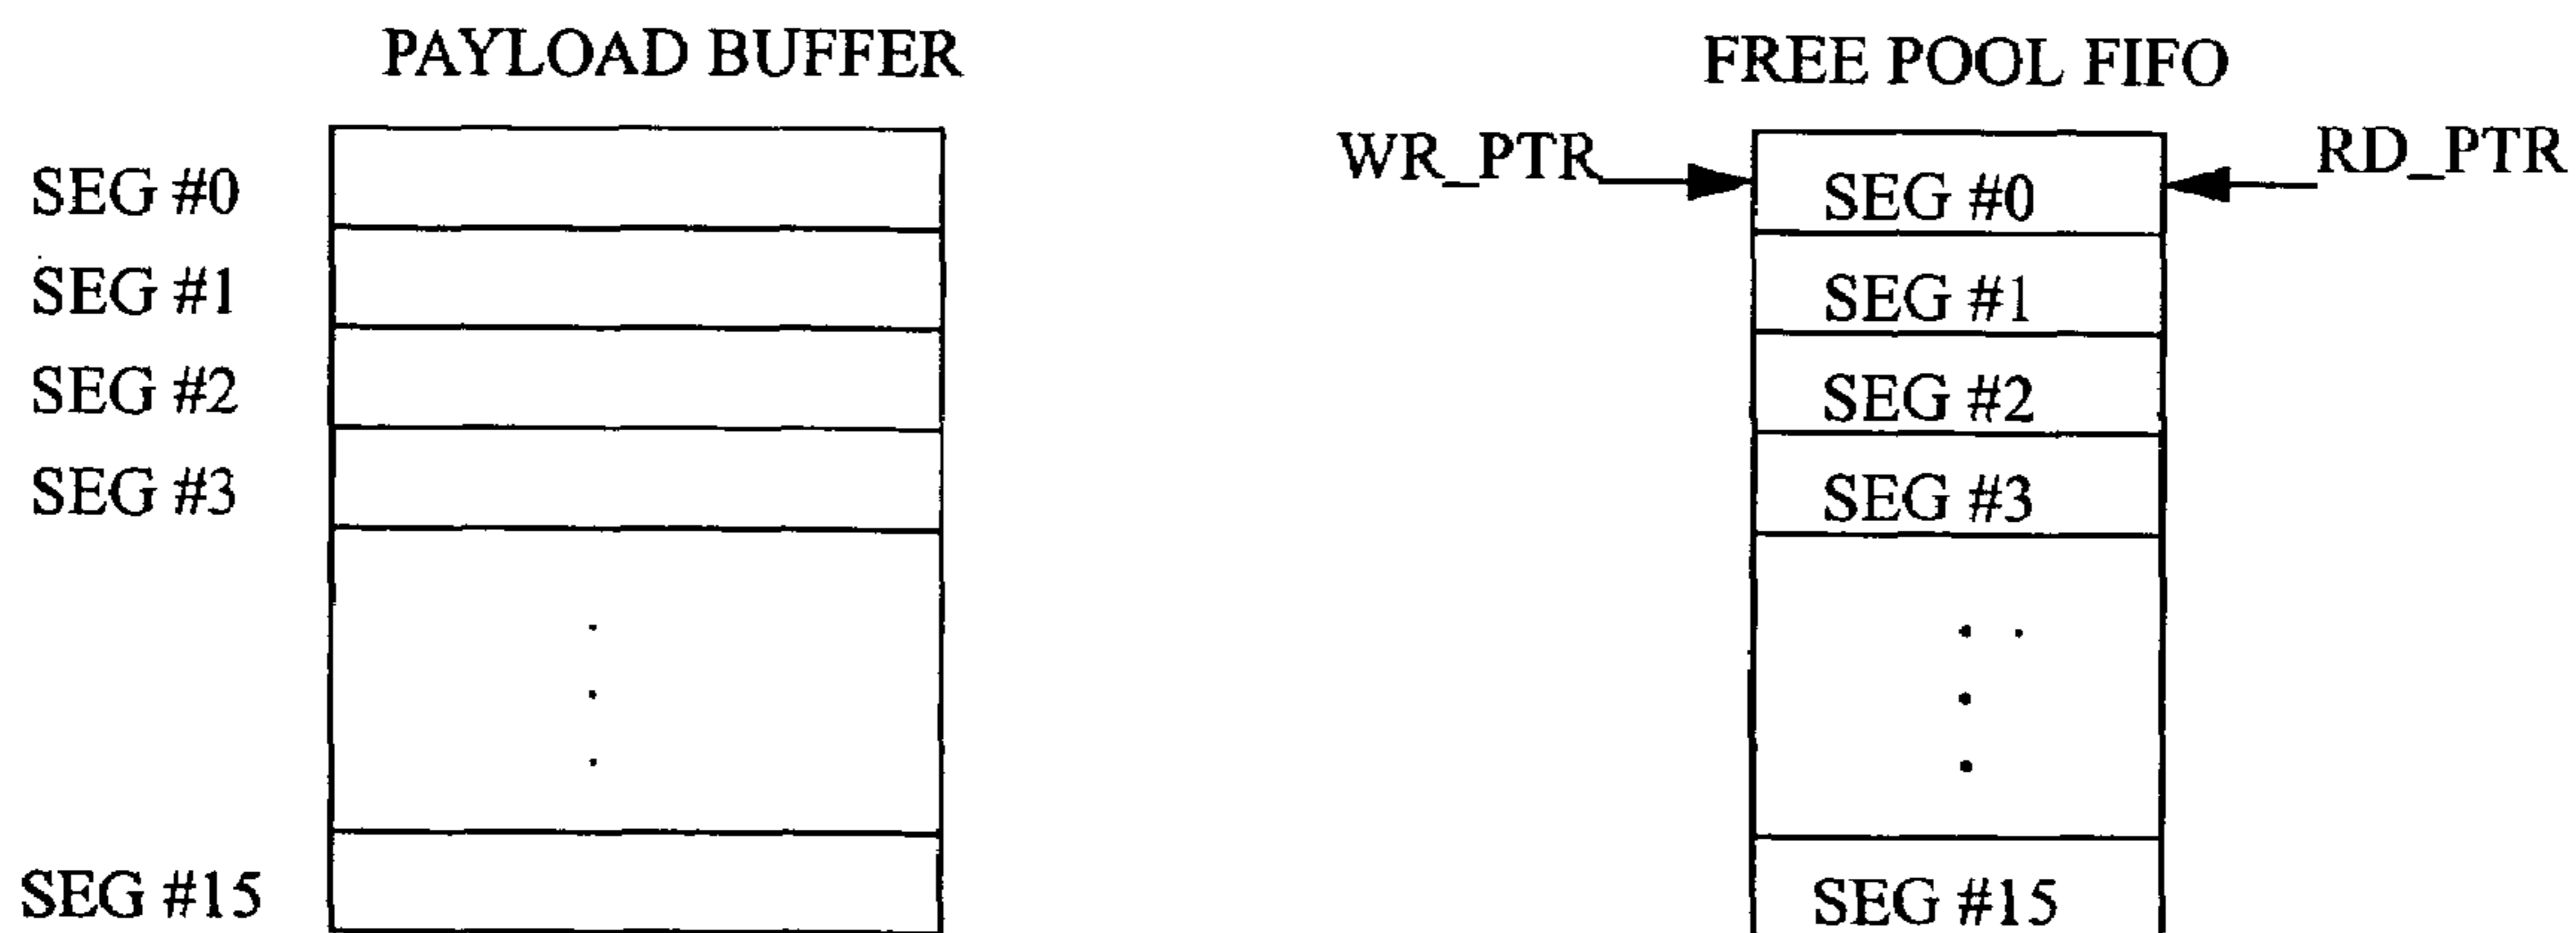 PAYLOAD BUFFER
SEG #0
SEG #1
SEG #2
SEG #3
SEG #15
FREE POOL FIFO
WR_PTR
RD_PTR
SEG #0
SEG #1
SEG #2
SEG #3
SEG #15